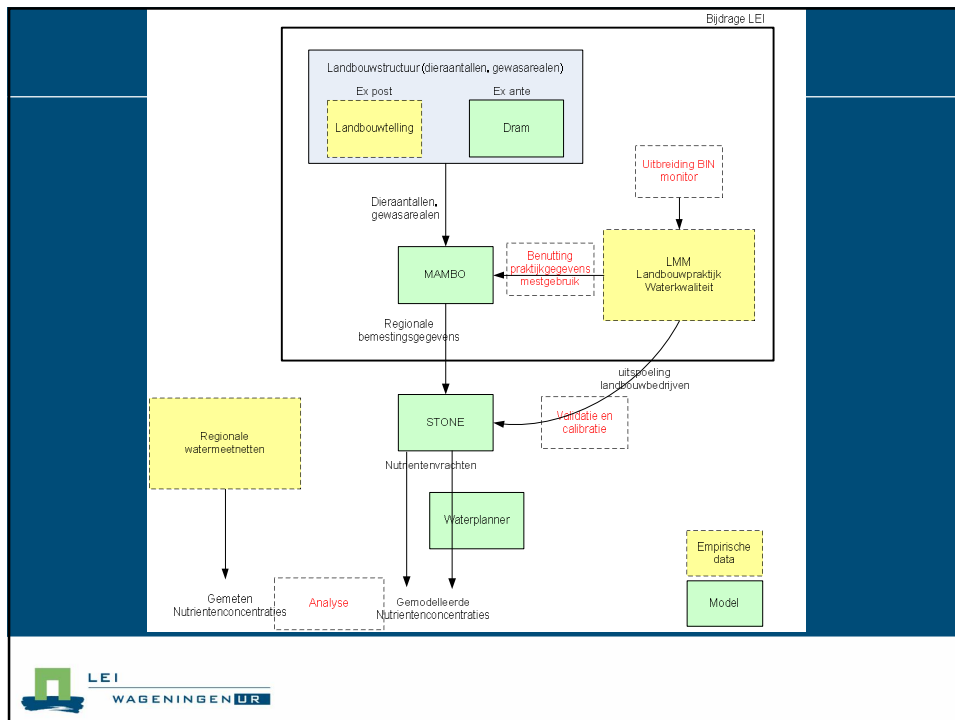 Bijdrage LEI
Landbouwstructuur (dieraantallen, gewasarealen)
Ex post
Ex ante
Landbouwtelling
Dram
Uitbreiding BIN
monitor
Dieraantallen,
gewasarealen
MAMBO
Benutting
praktijkgegevens
mestgebruik
LMM
Landbouwpraktijk
Waterkwaliteit
Regionale
bemestingsgegevens
uitspoeling
landbouwbedrijven
STONE
Validatie en
calibratie
Regionale
watermeetnetten
Nutrientenvrachten
Waterplanner
Empirische
data
Model
Gemeten
Nutrientenconcentraties
Analyse
Gemodelleerde
Nutrientenconcentraties
LEI
WAGENINGEN UR